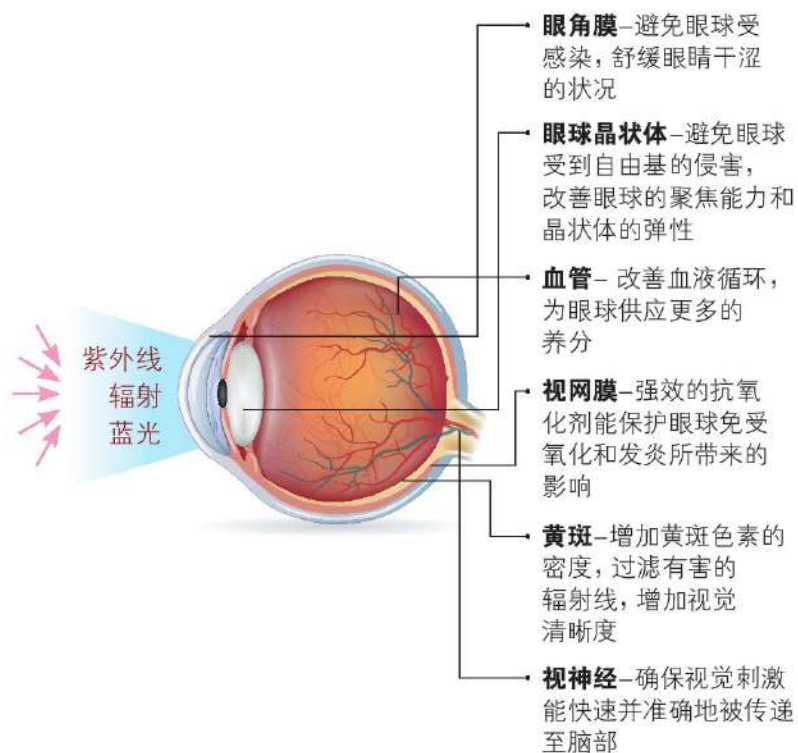 眼角膜–避免眼球受
感染，舒缓眼睛干涩
的状况
眼球晶状体–避免眼球
受到自由基的侵害，
改善眼球的聚焦能力和
晶状体的弹性
血管– 改善血液循环，
为眼球供应更多的
养分
紫外线
辐射
蓝光
视网膜–强效的抗氧
化剂能保护眼球免受
氧化和发炎所带来的
影响
黄斑–增加黄斑色素的
密度，过滤有害的
辐射线，增加视觉
清晰度
视神经–确保视觉刺激
能快速并准确地被传递
至脑部